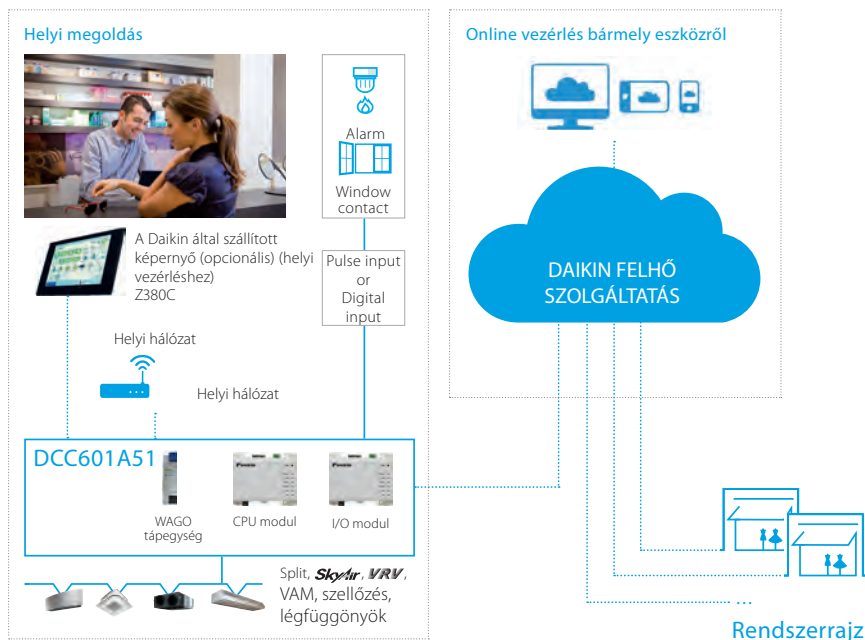 Helyi megoldás
Alarm
Window
contact
A Daikin által szállított
képernyő (opcionális) (helyi
vezérléshez)
Z380C
Pulse input
or
Digital
input
Helyi hálózat
Helyi hálózat
DCC601A51
WAGO
tápegység
CPU modul
I/O modul
Split, SkyAir, VRV,
VAM, szellőzés,
légfüggönyök
Online vezérlés bármely eszközről
DAIKIN FELHŐ
SZOLGÁLTATÁS
...
Rendszerrajz